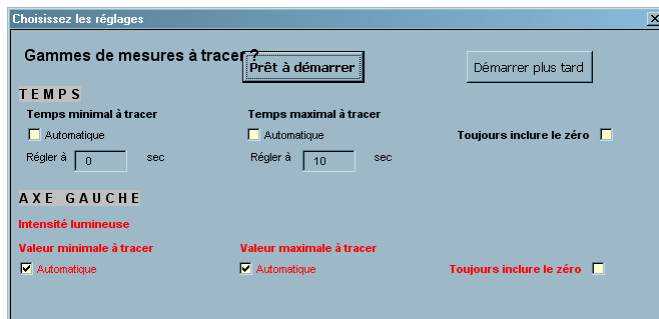 Choisissez les réglages
Gammes de mesures à tracer ?
Prêt à démarrer
Démarrer plus tard
TEMPS
Temps minimal à tracer
Temps maximal à tracer
Automatique
Automatique
Toujours inclure le zéro
Régler à 0 sec
Régler à 10 sec
AXE GAUCHE
Intensité lumineuse
Valeur minimale à tracer
Valeur maximale à tracer
Automatique
Automatique
Toujours inclure le zéro